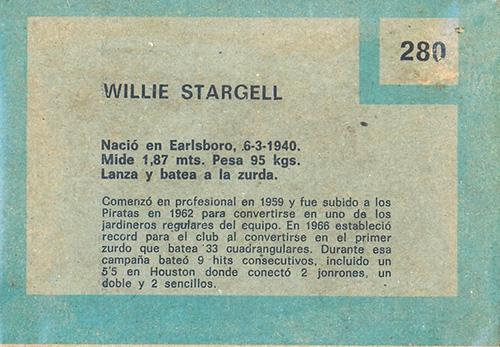 280
WILLIE STARGELL
Nació en Earlsboro, 6-3-1940.
Mide 1,87 mts. Pesa 95 kgs.
Lanza y batea a la zurda.
Comenzó en profesional en 1959 y fue subido a los
Piratas en 1962 para convertirse en uno de los
jardineros regulares del equipo. En 1966 estableció
record para el club al convertirse en el primer
zurdo que batea 33 cuadrangulares. Durante esa
campaña bateó 9 hits consecutivos, incluido un
5'5 en Houston donde conectó 2 jonrones, un
doble y 2 sencillos.